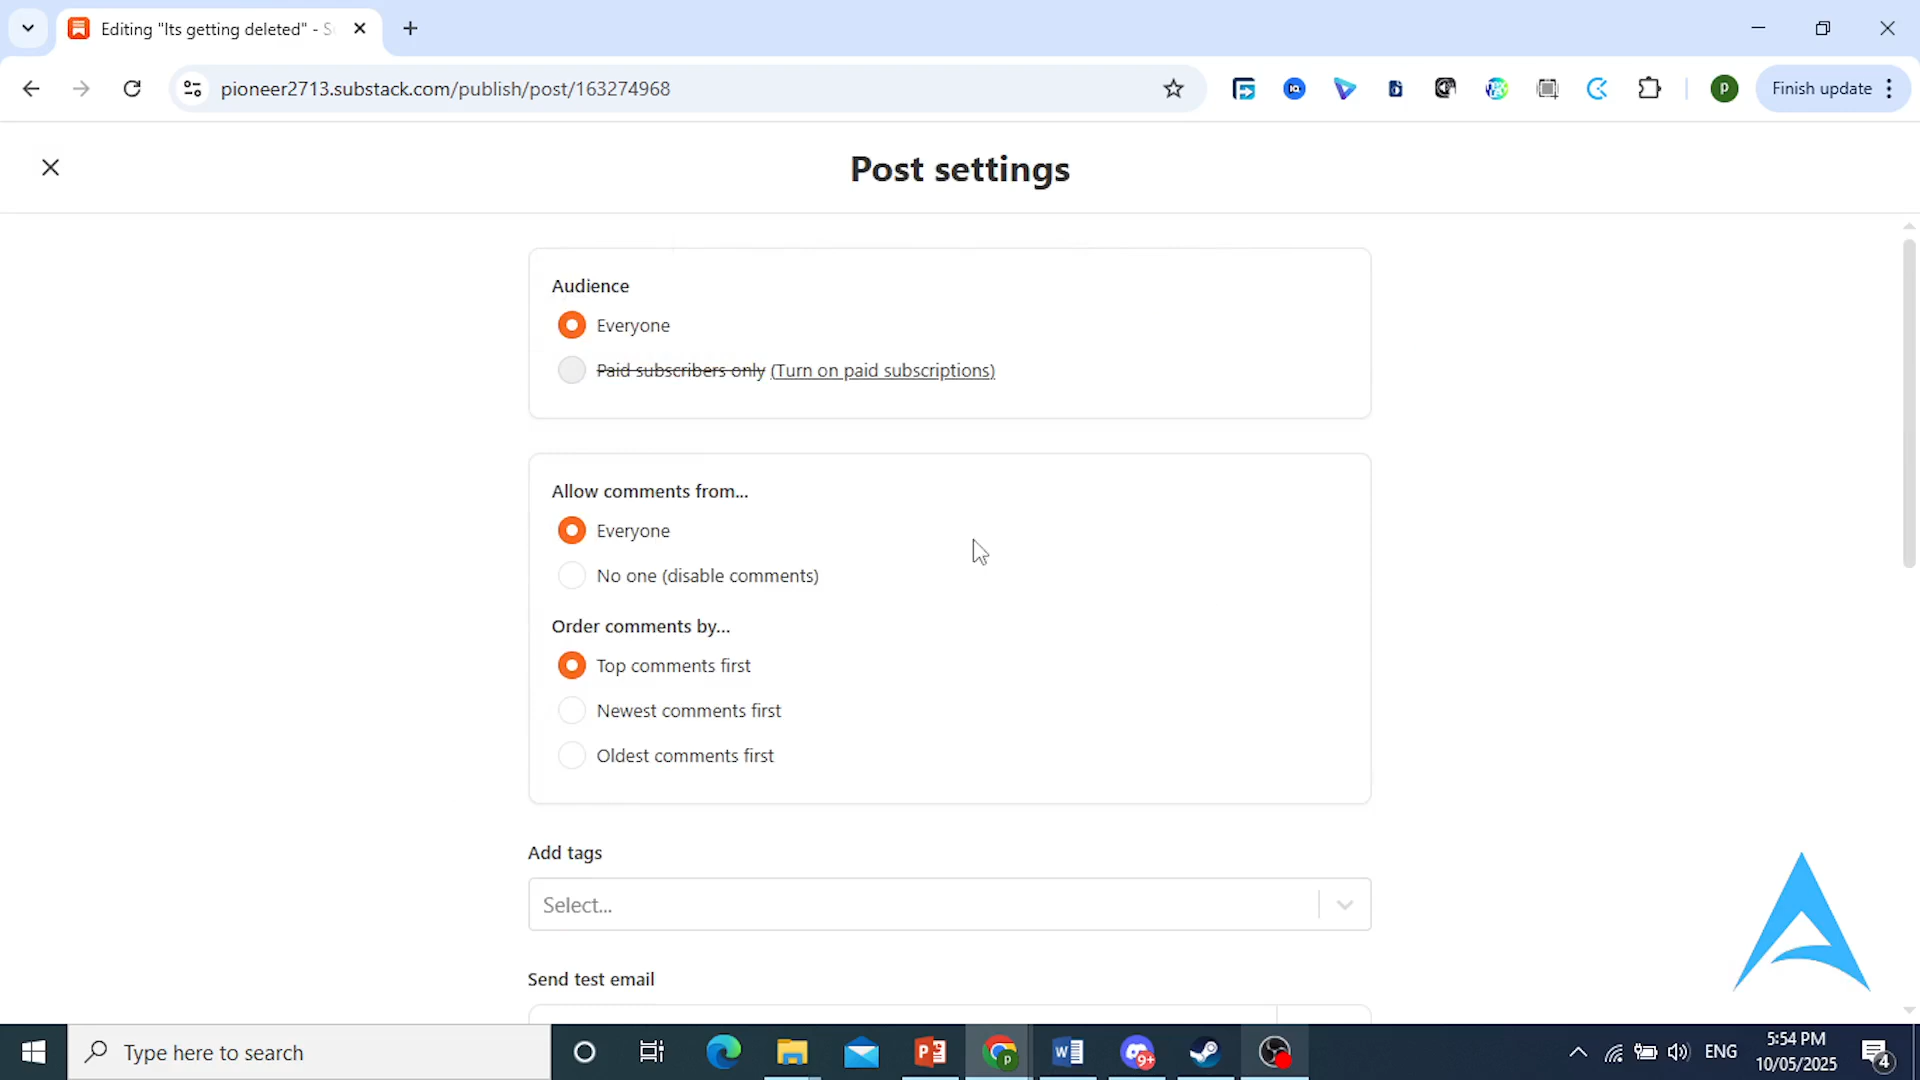 Editing "Its getting deleted" - S
pioneer2713.substack.com/publish/post/163274968
IQ
P
Finish update
Post settings
Audience
Everyone
Paid subscribers only (Turn on paid subscriptions)
Allow comments from...
Everyone
No one (disable comments)
Order comments by...
Top comments first
Newest comments first
Oldest comments first
Add tags
Select...
Send test email
Type here to search
9+
ENG
5:54 PM
10/05/2025
4